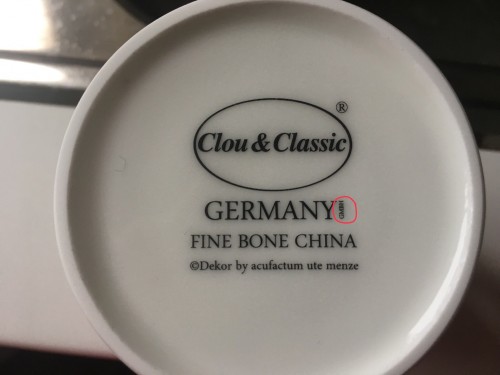 ®
Clou & Classic
GERMANY
FINE BONE CHINA
©Dekor by acufactum ute menze